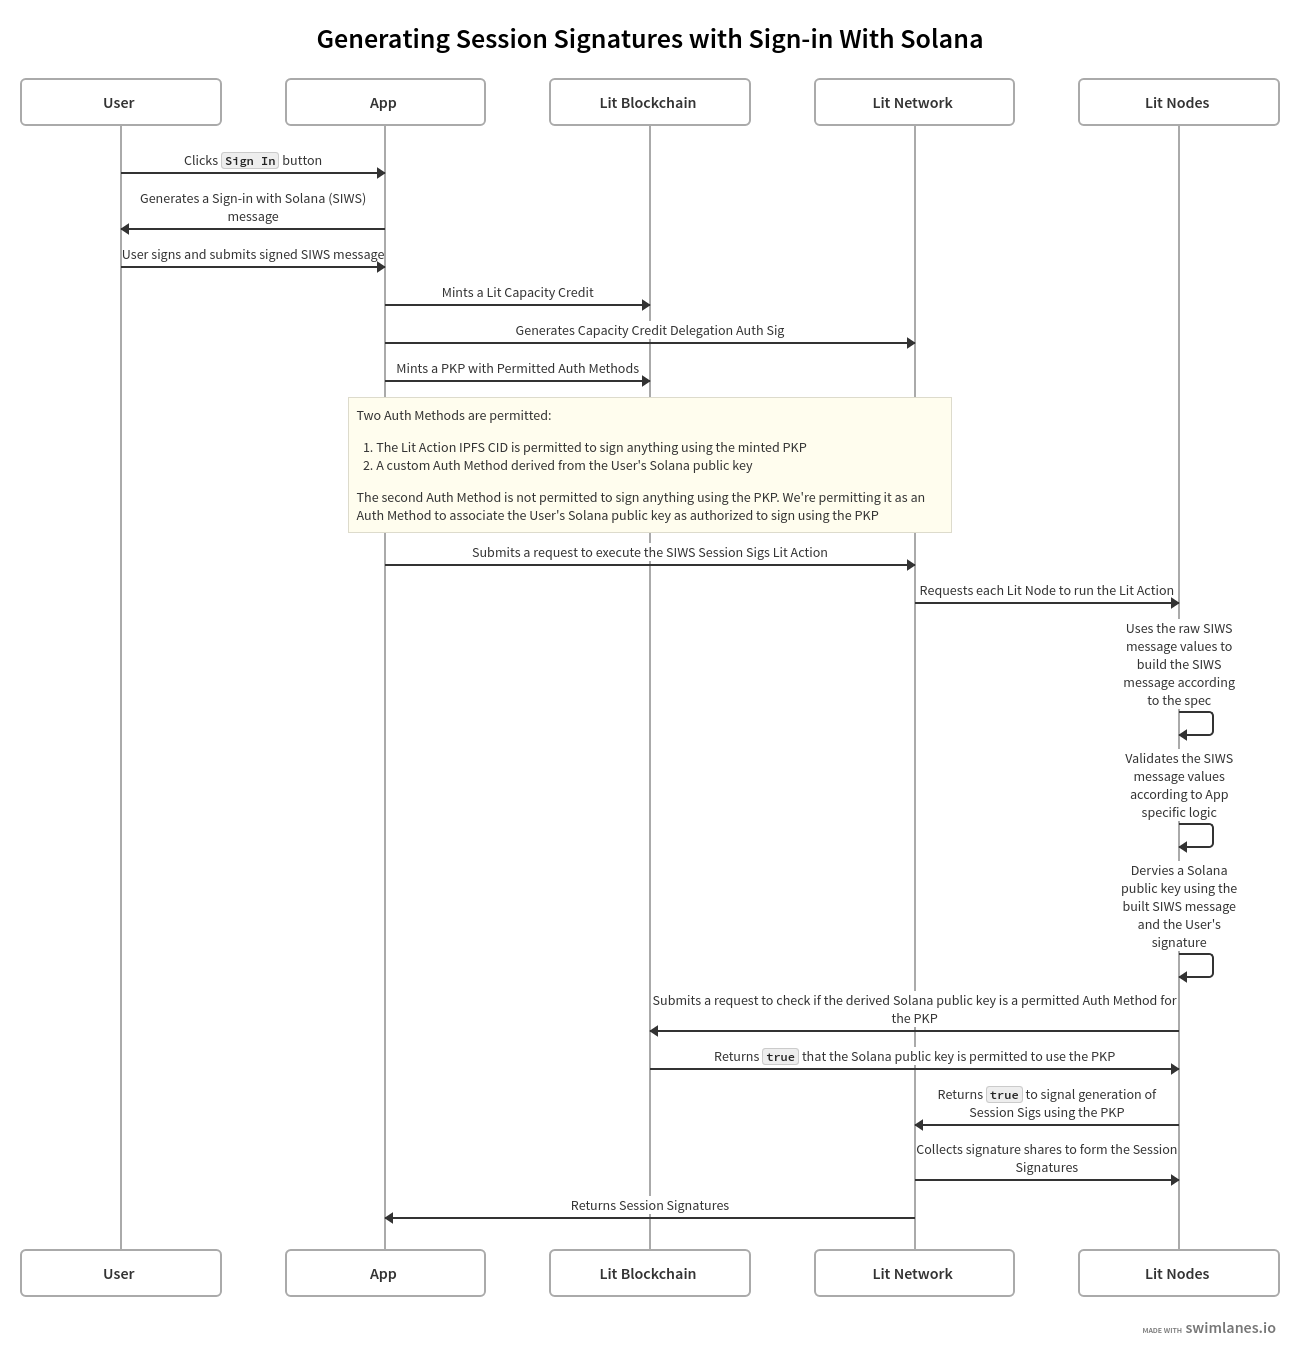 Generating Session Signatures with Sign-in With Solana
User
App
Lit Blockchain
Lit Network
Lit Nodes
Clicks Sign In button
Generates a Sign-in with Solana (SIWS)
message
User signs and submits signed SIWS message
Mints a Lit Capacity Credit
Generates Capacity Credit Delegation Auth Sig
Mints a PKP with Permitted Auth Methods
Two Auth Methods are permitted:
1. The Lit Action IPFS CID is permitted to sign anything using the minted PKP
2. A custom Auth Method derived from the User's Solana public key
The second Auth Method is not permitted to sign anything using the PKP. We're permitting it as an
Auth Method to associate the User's Solana public key as authorized to sign using the PKP
Submits a request to execute the SIWS Session Sigs Lit Action
Requests each Lit Node to run the Lit Action
Uses the raw SIWS
message values to
build the SIWS
message according
to the spec
Validates the SIWS
message values
according to App
specific logic
Dervies a Solana
public key using the
built SIWS message
and the User's
signature
Submits a request to check if the derived Solana public key is a permitted Auth Method for
the PKP
Returns true that the Solana public key is permitted to use the PKP
Returns true to signal generation of
Session Sigs using the PKP
Collects signature shares to form the Session
Signatures
Returns Session Signatures
User
App
Lit Blockchain
Lit Network
Lit Nodes
MADE WITH swimlanes.io